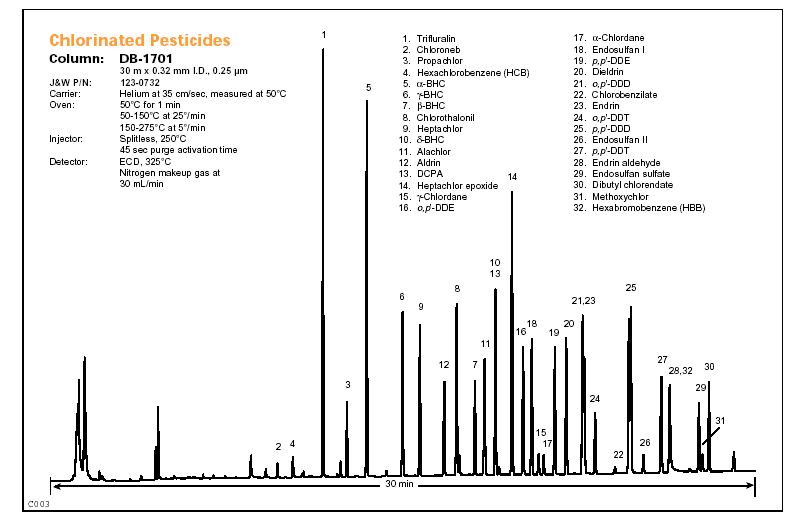 Chlorinated Pesticides
Column: DB-1701
30 m x 0.32 mm I.D., 0.25 µm
J&W P/N: 123-0732
Carrier: Helium at 35 cm/sec, measured at 50°C
Oven: 50°C for 1 min
50-150°C at 25°/min
150-275°C at 5°/min
Injector: Splitless, 250°C
45 sec purge activation time
Detector: ECD, 325°C
Nitrogen makeup gas at
30 mL/min
1. Trifluralin
2. Chloroneb
3. Propachlor
4. Hexachlorobenzene (HCB)
5. α-BHC
6. γ-BHC
7. β-BHC
8. Chlorothalonil
9. Heptachlor
10. δ-BHC
11. Alachlor
12. Aldrin
13. DCPA
14. Heptachlor epoxide
15. γ-Chlordane
16. o,p'-DDE
17. α-Chlordane
18. Endosulfan I
19. p,p'-DDE
20. Dieldrin
21. o,p'-DDD
22. Chlorobenzilate
23. Endrin
24. o,p'-DDT
25. p,p'-DDD
26. Endosulfan II
27. p,p'-DDT
28. Endrin aldehyde
29. Endosulfan sulfate
30. Dibutyl chlorendate
31. Methoxychlor
32. Hexabromobenzene (HBB)
1
5
14
10
13
6
9
8
25
21,23
16
18
19
20
11
12
7
3
27
28,32
30
29
24
31
2
4
15
17
22
26
30 min
C003